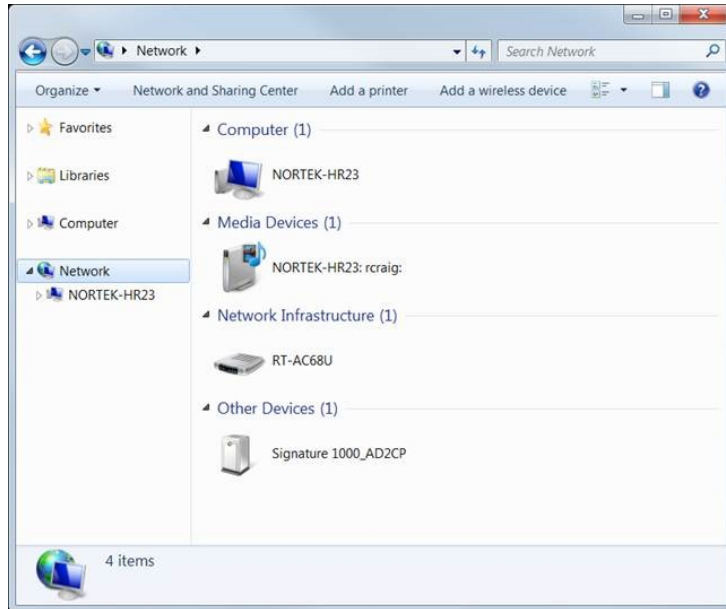 Network
Search Network
Organize Network and Sharing Center Add a printer Add a wireless device
Favorites
Libraries
Computer
Network
NORTEK-HR23
Computer (1)
NORTEK-HR23
Media Devices (1)
NORTEK-HR23: rcraig:
Network Infrastructure (1)
RT-AC68U
Other Devices (1)
Signature 1000_AD2CP
4 items